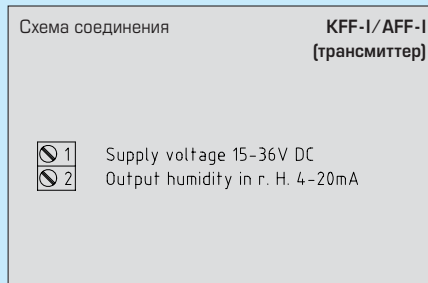 Схема соединения KFF-I/AFF-I
(трансмиттер)
1 Supply voltage 15-36V DC
2 Output humidity in r. H. 4-20mA